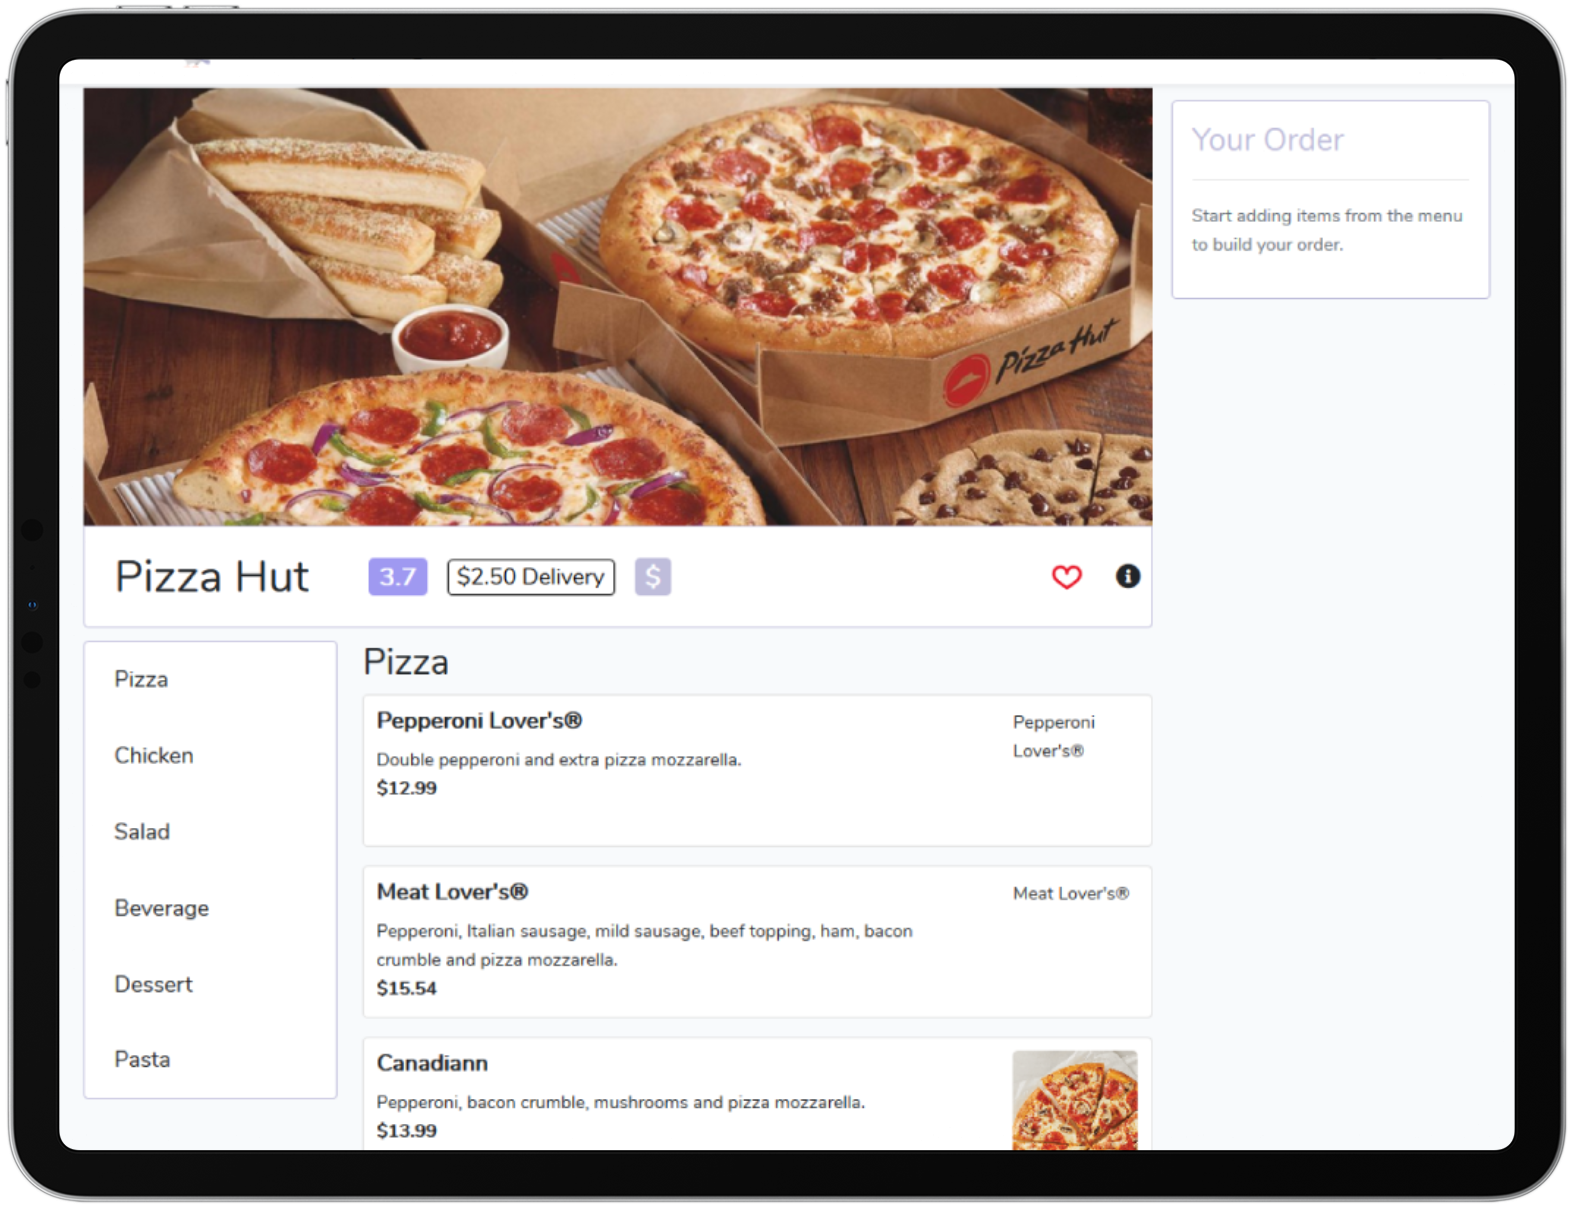 Pizza Hut
Your Order
Start adding items from the menu
to build your order.
Pizza Hut
3.7
$2.50 Delivery
$
Pizza
Chicken
Salad
Beverage
Dessert
Pasta
Pizza
Pepperoni Lover's®
Double pepperoni and extra pizza mozzarella.
$12.99
Pepperoni
Lover's®
Meat Lover's®
Pepperoni, Italian sausage, mild sausage, beef topping, ham, bacon
crumble and pizza mozzarella.
$15.54
Meat Lover's®
Canadiann
Pepperoni, bacon crumble, mushrooms and pizza mozzarella.
$13.99